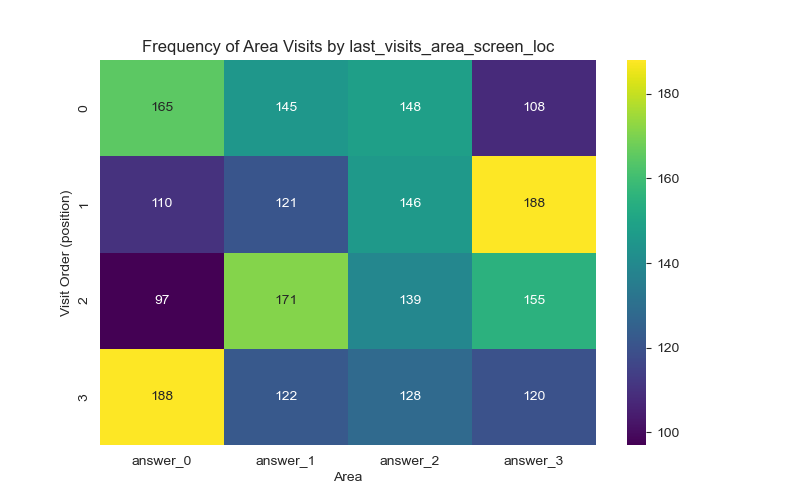 Frequency of Area Visits by last_visits_area_screen_loc
Visit Order (position)
0 165 145 148 108
1 110 121 146 188
2 97 171 139 155
3 188 122 128 120
answer_0 answer_1 answer_2 answer_3
Area
180
160
140
120
100